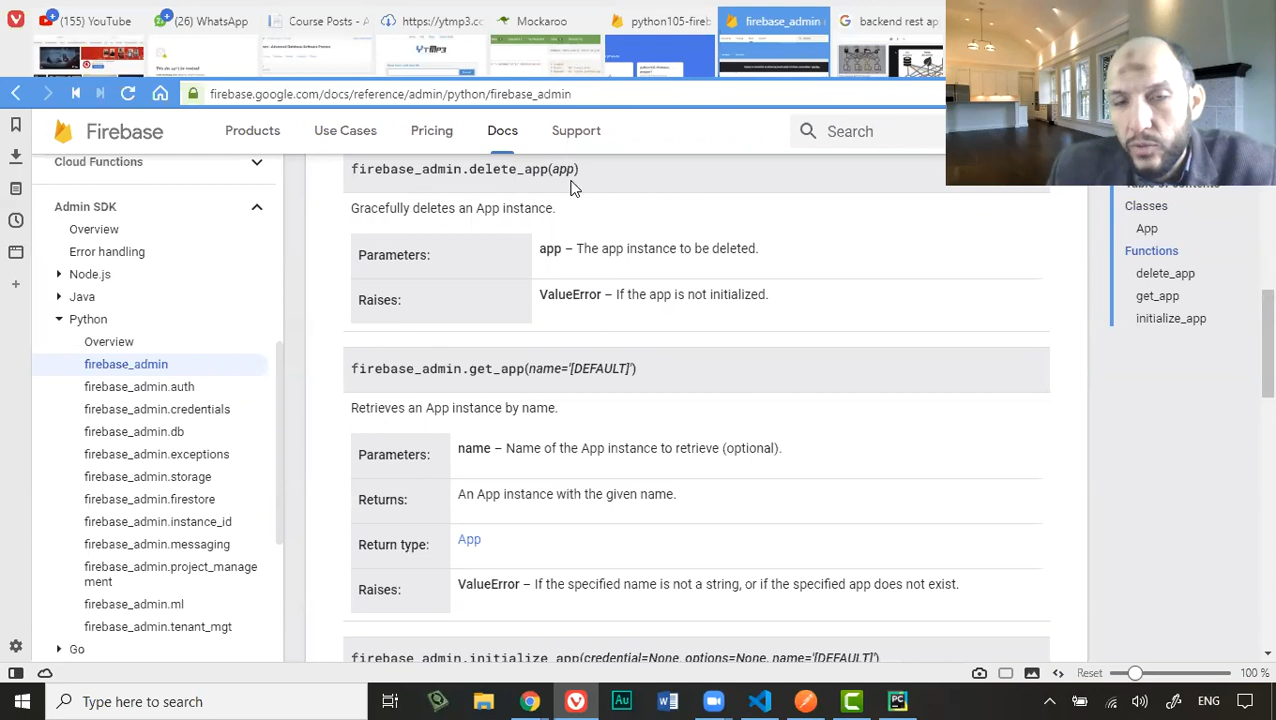 (155) YouTube
(26) WhatsApp
Course Posts -
https://ytmp3.c
Mockaroo
python105-fireb
firebase_admin
backend rest ap
YTMP3
firebase.google.com/docs/reference/admin/python/firebase_admin
Firebase
Products
Use Cases
Pricing
Docs
Support
Search
Cloud Functions
Admin SDK
Overview
Error handling
Node.js
Java
Python
Overview
firebase_admin
firebase_admin.auth
firebase_admin.credentials
firebase_admin.db
firebase_admin.exceptions
firebase_admin.storage
firebase_admin.firestore
firebase_admin.instance_id
firebase_admin.messaging
firebase_admin.project_manage
ment
firebase_admin.ml
firebase_admin.tenant_mgt
Go
firebase_admin.delete_app(app)
Gracefully deletes an App instance.
Parameters:
app – The app instance to be deleted.
Raises:
ValueError – If the app is not initialized.
firebase_admin.get_app(name='[DEFAULT]')
Retrieves an App instance by name.
Parameters:
name – Name of the App instance to retrieve (optional).
Returns:
An App instance with the given name.
Return type:
App
Raises:
ValueError – If the specified name is not a string, or if the specified app does not exist.
firebase_admin.initialize_app(credential=None, options=None, name='[DEFAULT]')
Table of contents
Classes
App
Functions
delete_app
get_app
initialize_app
Reset
100 %
Type here to search
ENG